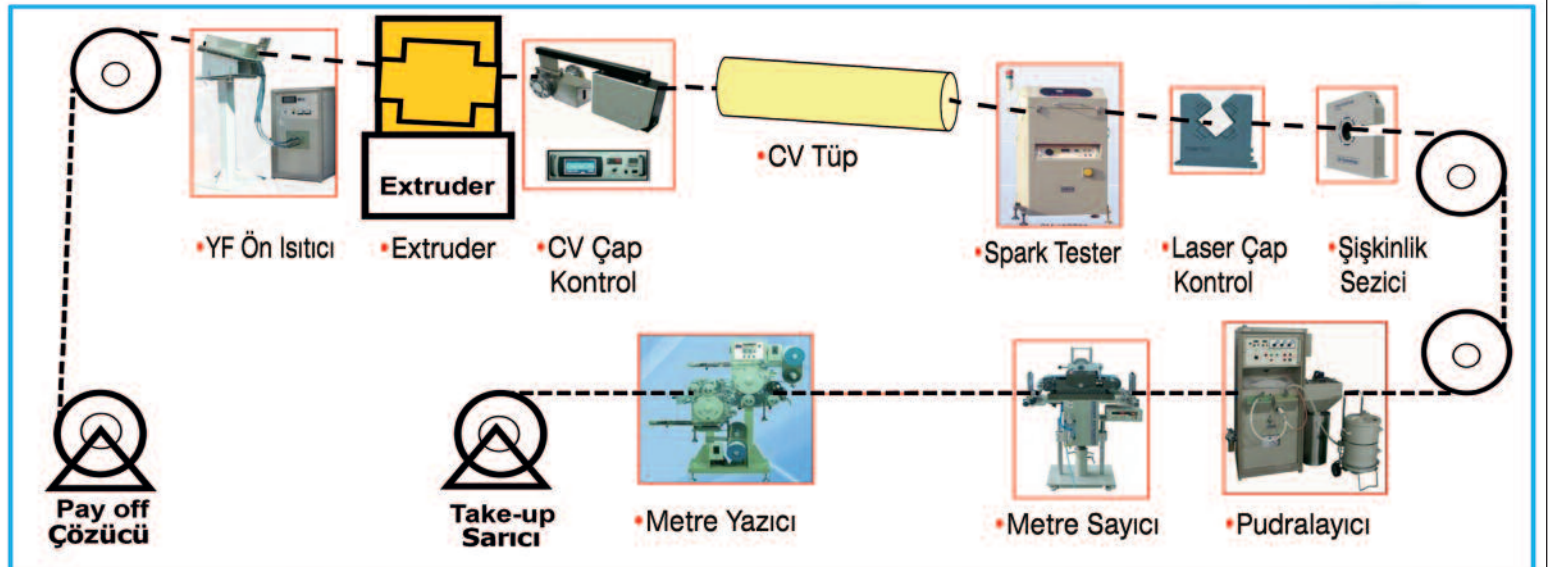 Extruder
•YF Ön Isıtıcı
•Extruder
•CV Çap
Kontrol
•CV Tüp
•Spark Tester
•Laser Çap
Kontrol
•Şişkinlik
Sezici
Pay off
Çözücü
Take-up
Sarıcı
•Metre Yazıcı
•Metre Sayıcı
•Pudralayıcı